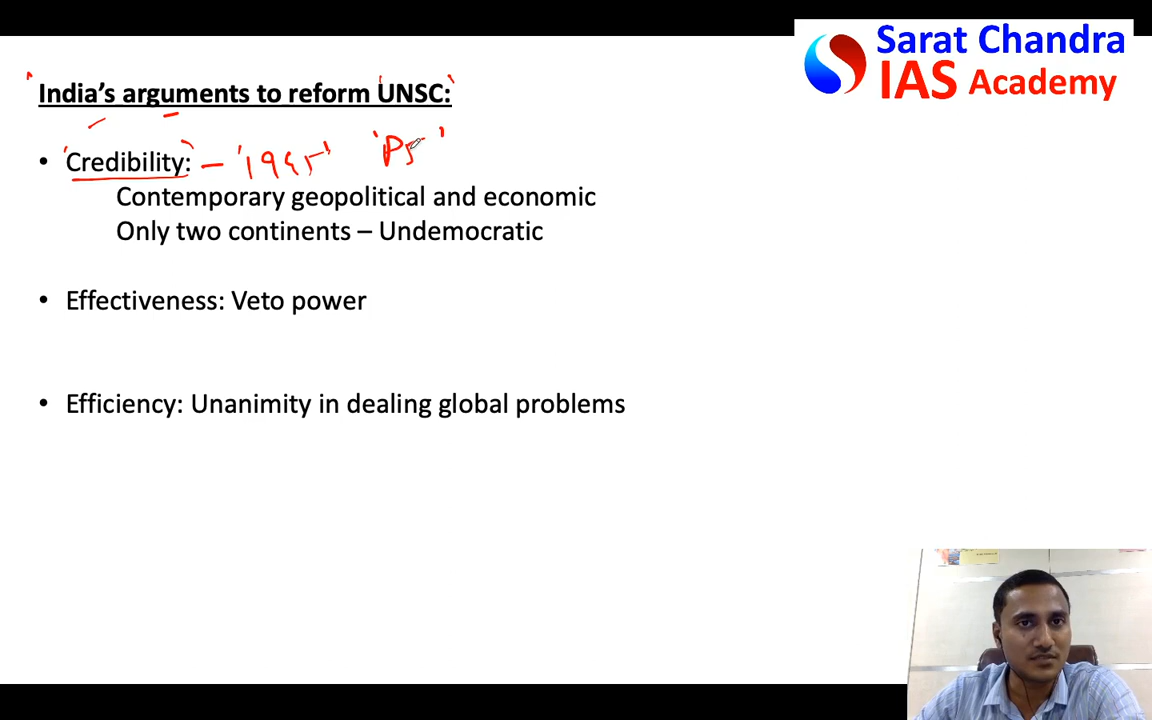 Sarat Chandra
IAS Academy
India's arguments to reform UNSC:
• Credibility: – '1945' 'P5'
Contemporary geopolitical and economic
Only two continents – Undemocratic
• Effectiveness: Veto power
• Efficiency: Unanimity in dealing global problems